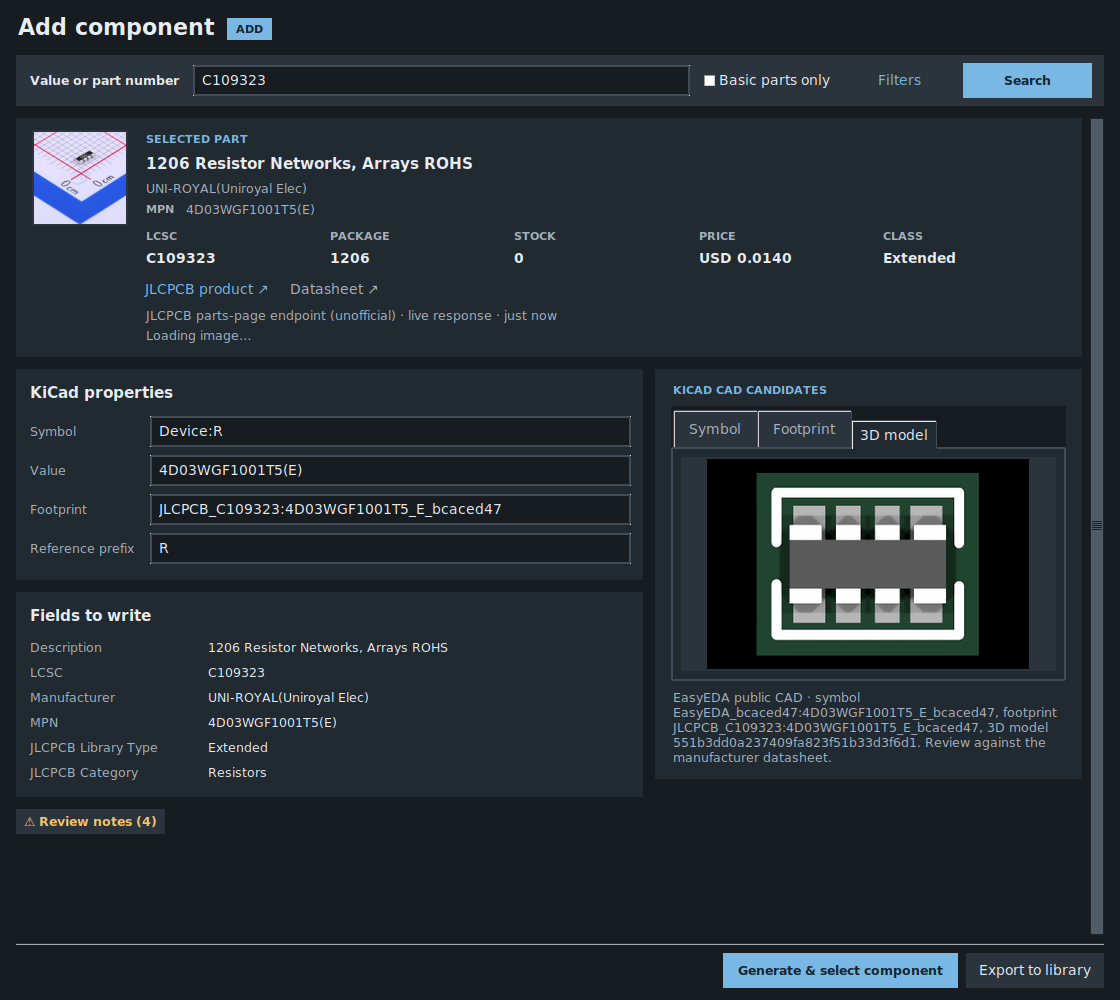 Add component ADD
Value or part number C109323 Basic parts only Filters Search
SELECTED PART
1206 Resistor Networks, Arrays ROHS
UNI-ROYAL(Uniroyal Elec)
MPN 4D03WGF1001T5(E)
LCSC PACKAGE STOCK PRICE CLASS
C109323 1206 0 USD 0.0140 Extended
JLCPCB product ↗ Datasheet ↗
JLCPCB parts-page endpoint (unofficial) · live response · just now
Loading image...
0cm 0cm
KiCad properties
Symbol Device:R
Value 4D03WGF1001T5(E)
Footprint JLCPCB_C109323:4D03WGF1001T5_E_bcaced47
Reference prefix R
Fields to write
Description 1206 Resistor Networks, Arrays ROHS
LCSC C109323
Manufacturer UNI-ROYAL(Uniroyal Elec)
MPN 4D03WGF1001T5(E)
JLCPCB Library Type Extended
JLCPCB Category Resistors
⚠ Review notes (4)
KICAD CAD CANDIDATES
Symbol Footprint 3D model
EasyEDA public CAD · symbol
EasyEDA_bcaced47:4D03WGF1001T5_E_bcaced47, footprint
JLCPCB_C109323:4D03WGF1001T5_E_bcaced47, 3D model
551b3dd0a237409fa823f51b33d3f6d1. Review against the
manufacturer datasheet.
Generate & select component Export to library